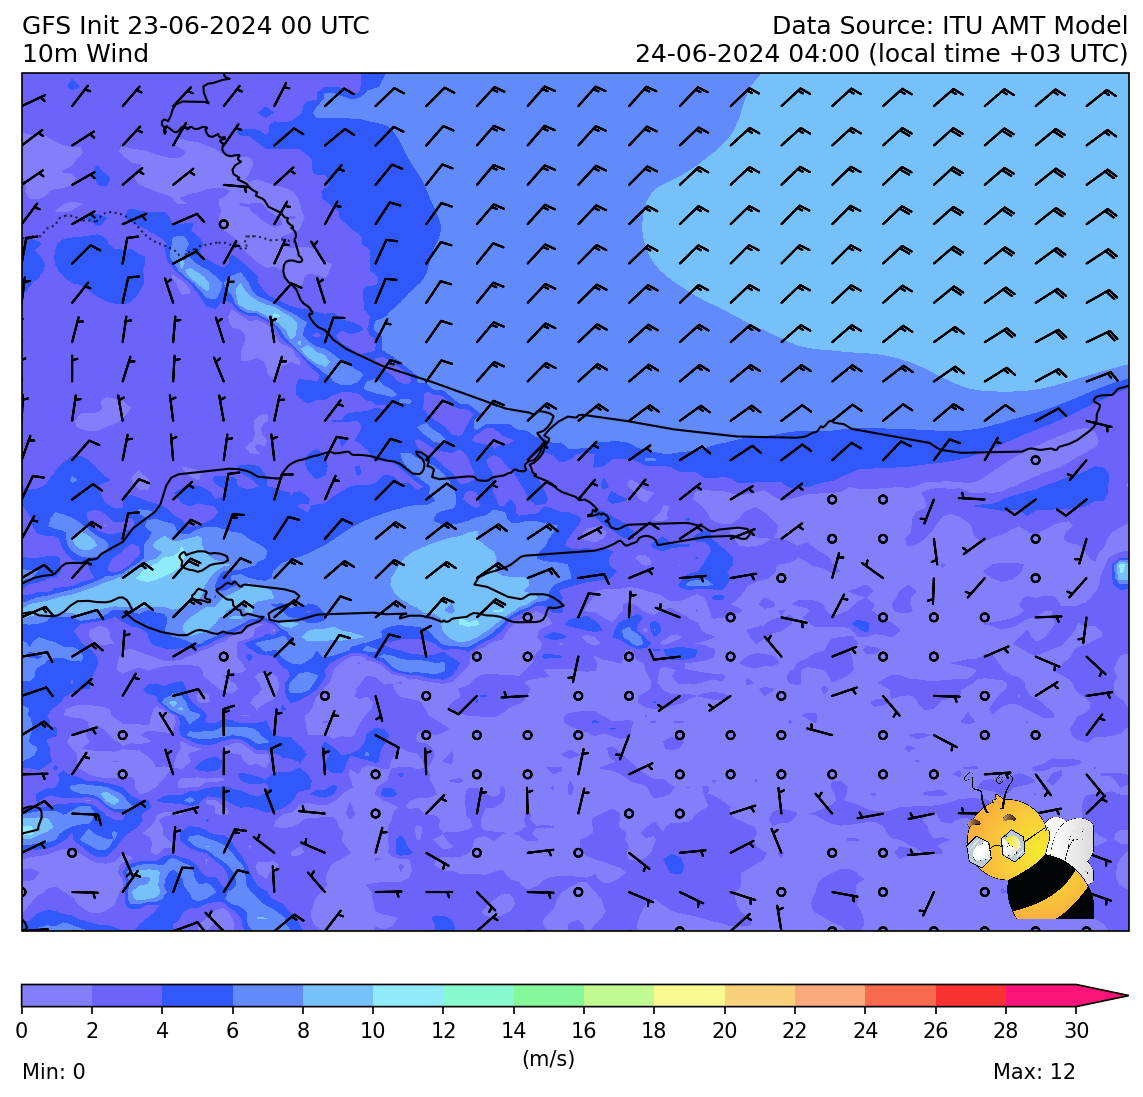 GFS Init 23-06-2024 00 UTC
Data Source: ITU AMT Model
10m Wind
24-06-2024 04:00 (local time +03 UTC)
0 2 4 6 8 10 12 14 16 18 20 22 24 26 28 30
(m/s)
Min: 0
Max: 12